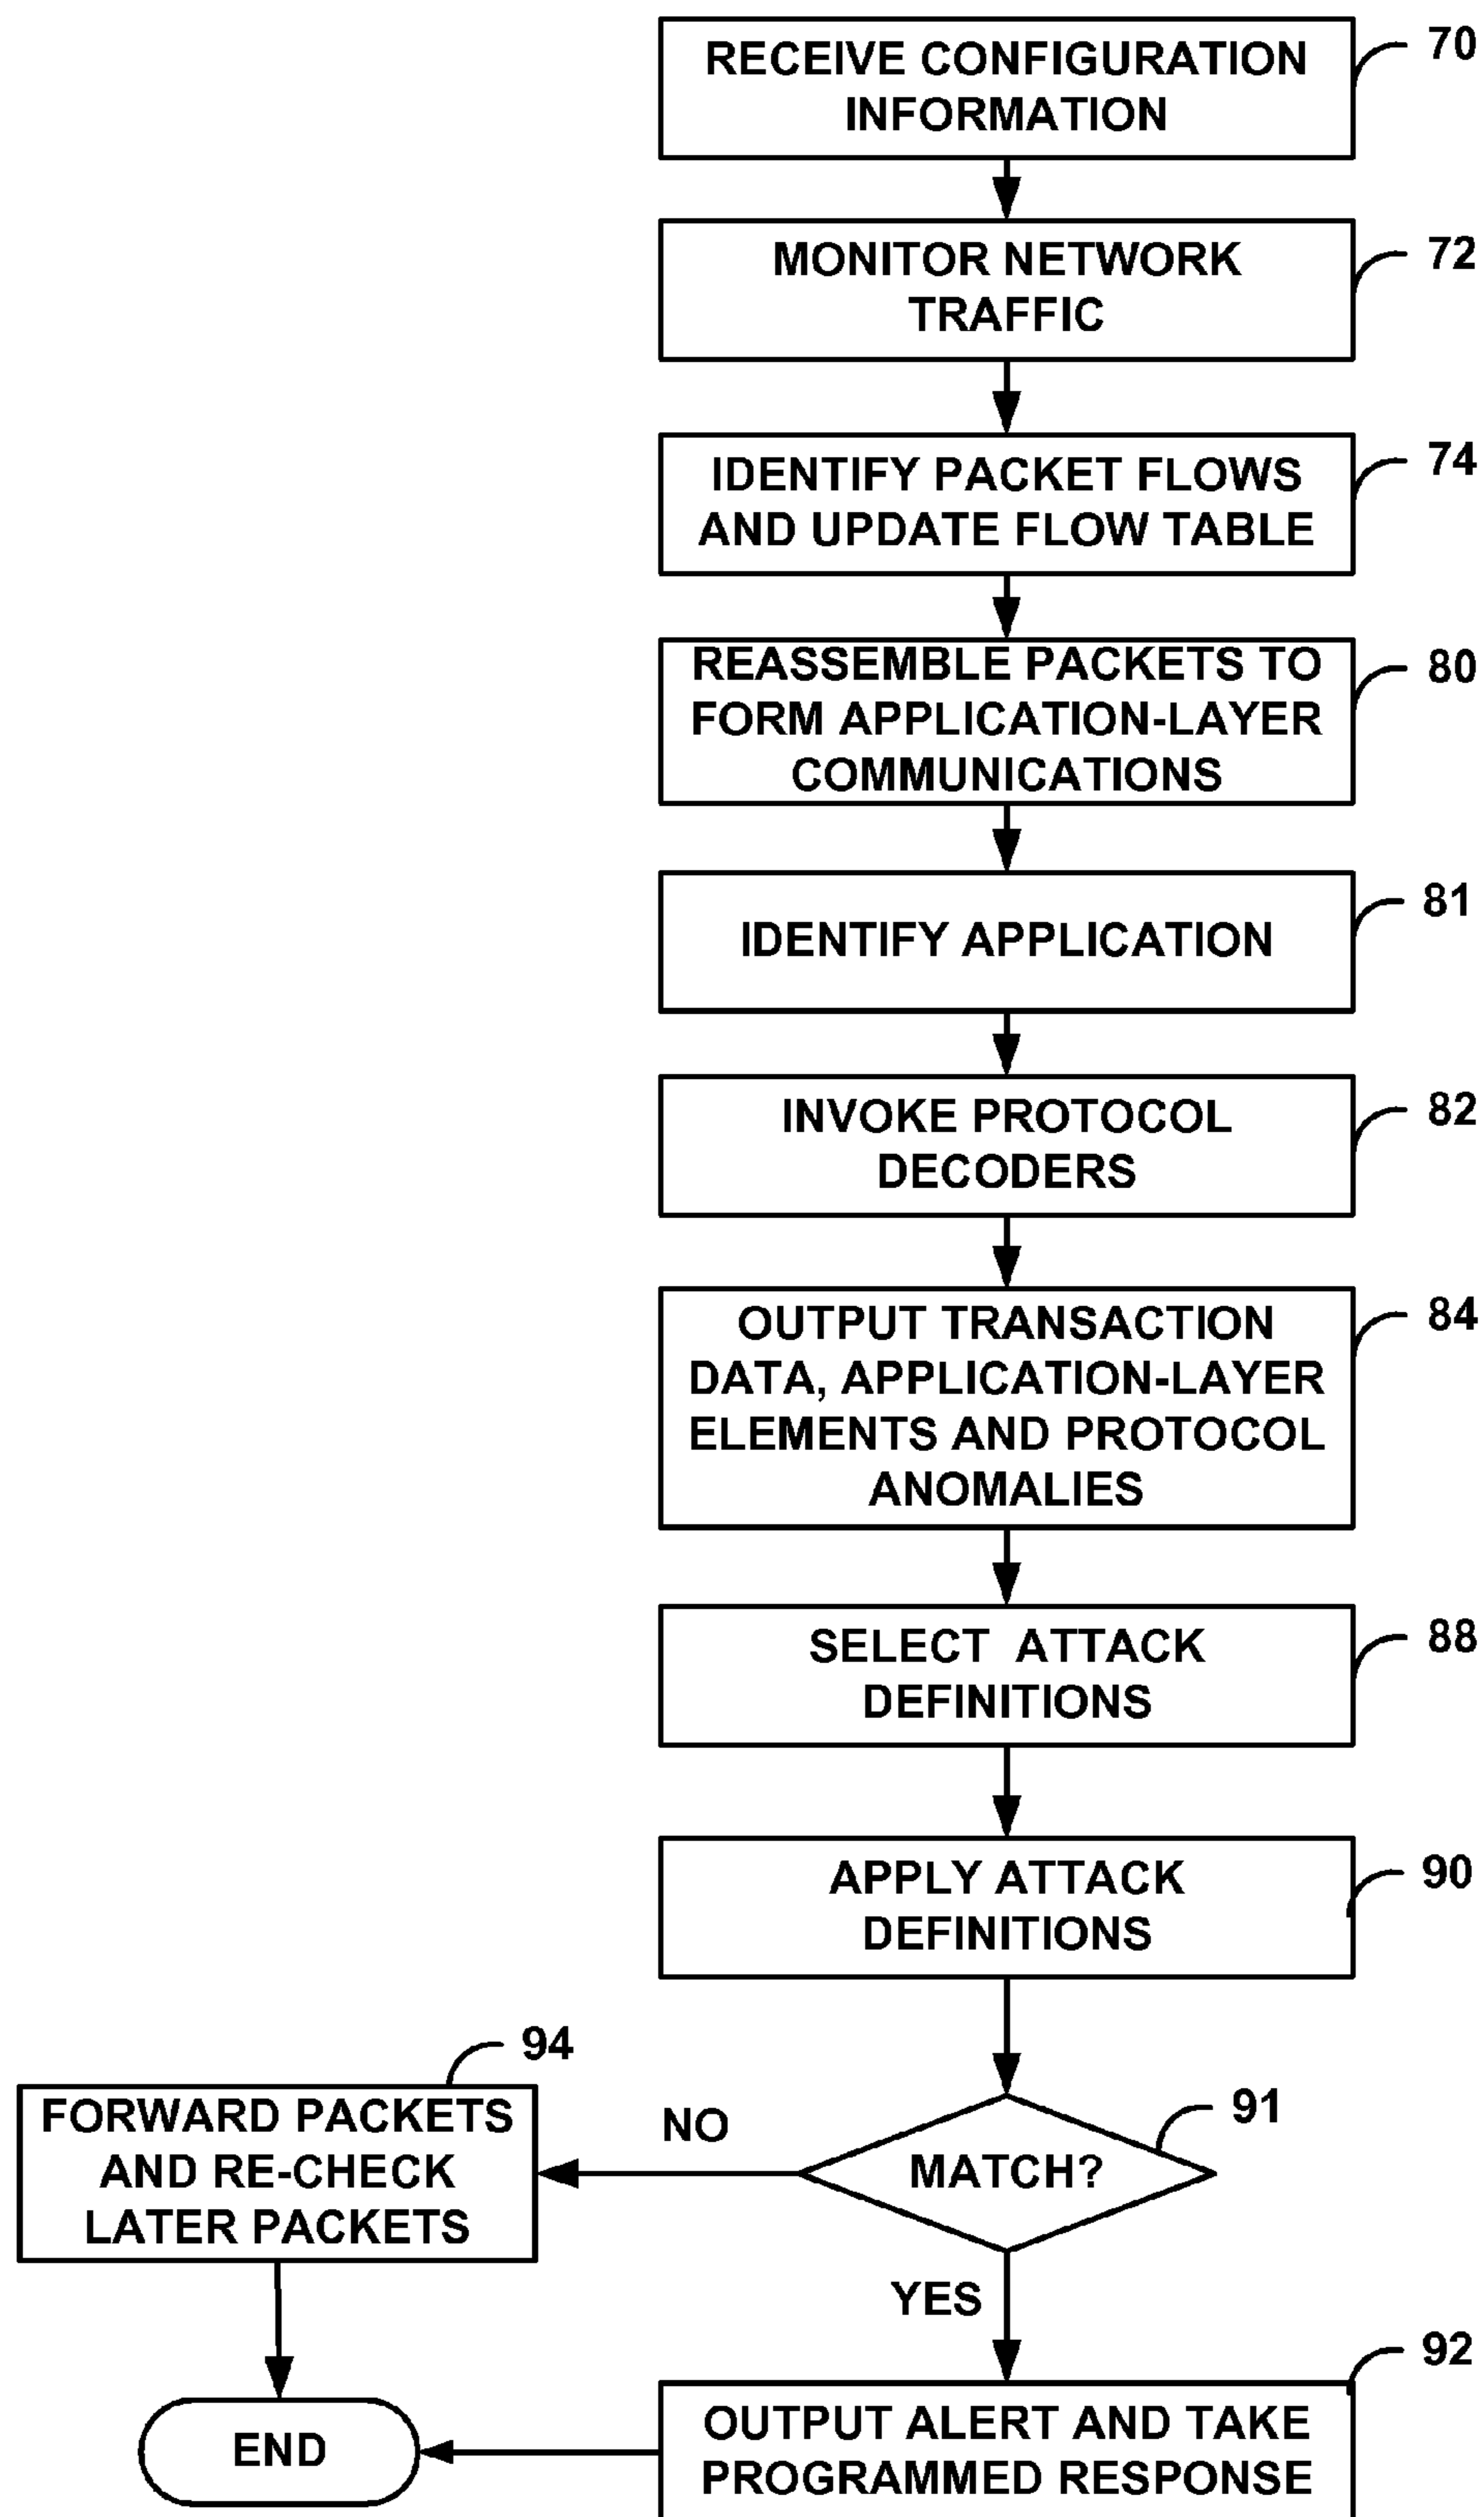 RECEIVE CONFIGURATION
INFORMATION
70
MONITOR NETWORK
TRAFFIC
72
IDENTIFY PACKET FLOWS
AND UPDATE FLOW TABLE
74
REASSEMBLE PACKETS TO
FORM APPLICATION-LAYER
COMMUNICATIONS
80
IDENTIFY APPLICATION
81
INVOKE PROTOCOL
DECODERS
82
OUTPUT TRANSACTION
DATA, APPLICATION-LAYER
ELEMENTS AND PROTOCOL
ANOMALIES
84
SELECT ATTACK
DEFINITIONS
88
APPLY ATTACK
DEFINITIONS
90
MATCH?
91
NO
FORWARD PACKETS
AND RE-CHECK
LATER PACKETS
94
YES
OUTPUT ALERT AND TAKE
PROGRAMMED RESPONSE
92
END